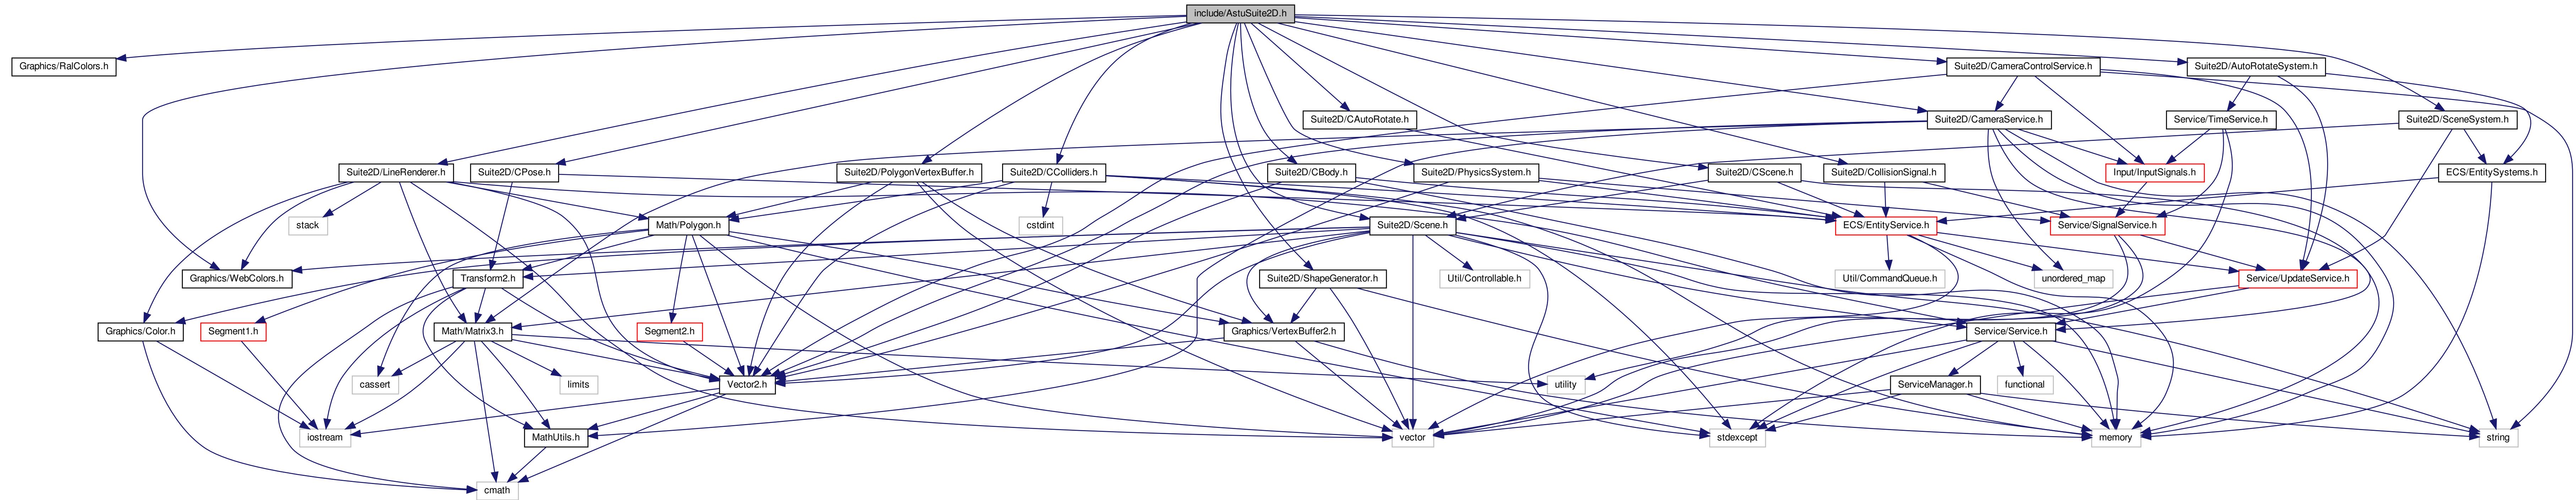 include/AstuSuite2D.h
Graphics/RalColors.h
Suite2D/CameraControlService.h
Suite2D/AutoRotateSystem.h
Suite2D/CAutoRotate.h
Suite2D/CameraService.h
Service/TimeService.h
Suite2D/SceneSystem.h
Suite2D/LineRenderer.h
Suite2D/CPose.h
Suite2D/PolygonVertexBuffer.h
Suite2D/CColliders.h
Suite2D/CBody.h
Suite2D/PhysicsSystem.h
Suite2D/CScene.h
Suite2D/CollisionSignal.h
Input/InputSignals.h
ECS/EntitySystems.h
stack
Math/Polygon.h
cstdint
Suite2D/Scene.h
ECS/EntityService.h
Service/SignalService.h
Graphics/WebColors.h
Transform2.h
Suite2D/ShapeGenerator.h
Util/Controllable.h
Util/CommandQueue.h
unordered_map
Service/UpdateService.h
Graphics/Color.h
Segment1.h
Math/Matrix3.h
Segment2.h
Graphics/VertexBuffer2.h
Service/Service.h
cassert
limits
Vector2.h
utility
ServiceManager.h
functional
iostream
MathUtils.h
vector
stdexcept
memory
string
cmath